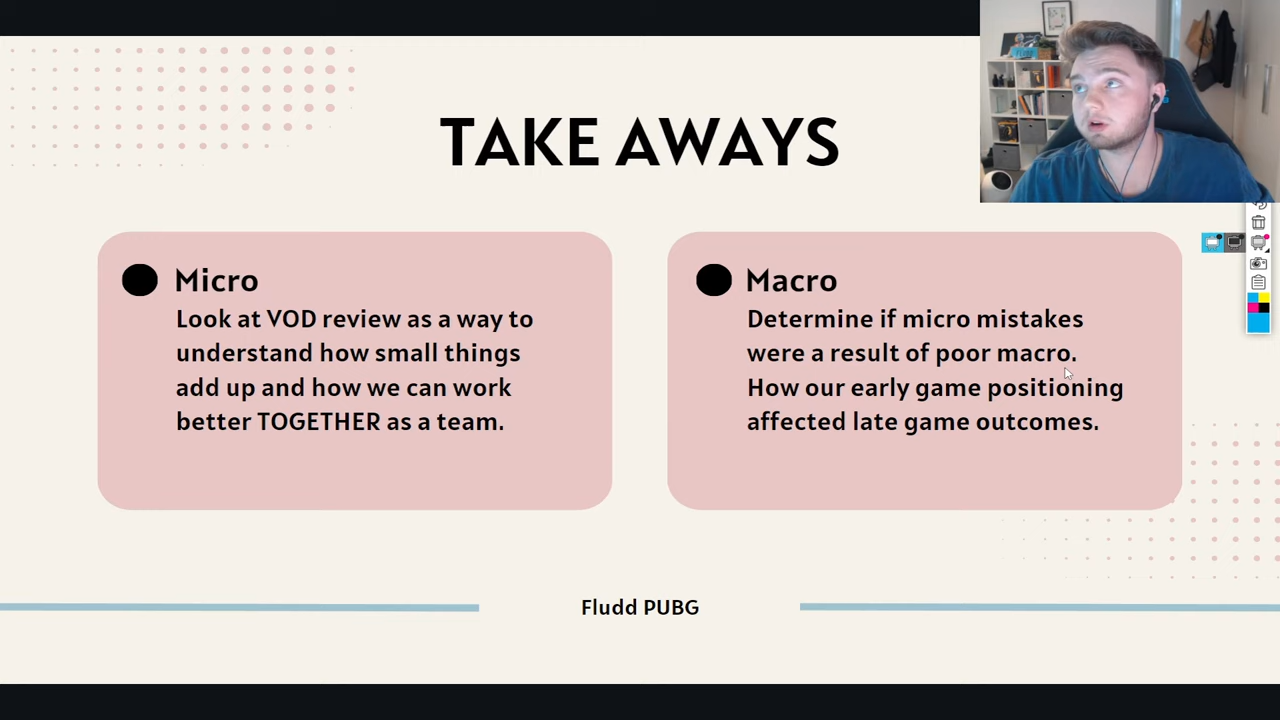 TAKE AWAYS
Micro
Look at VOD review as a way to
understand how small things
add up and how we can work
better TOGETHER as a team.
Macro
Determine if micro mistakes
were a result of poor macro.
How our early game positioning
affected late game outcomes.
Fludd PUBG